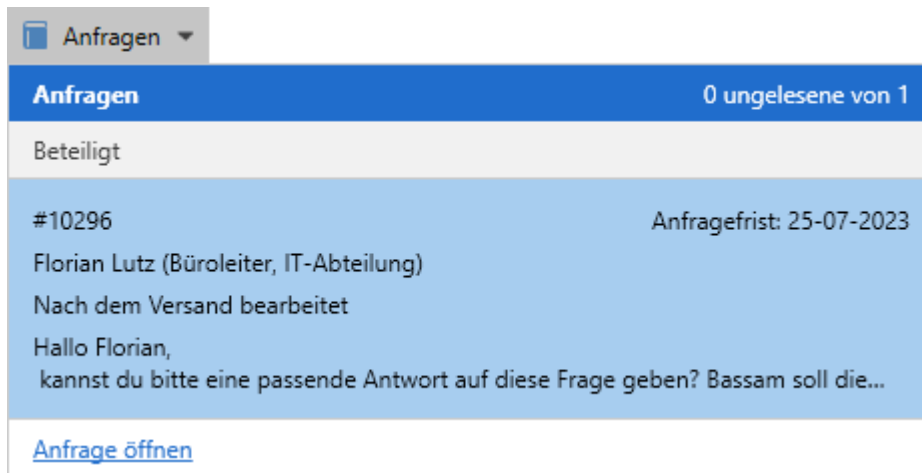 Anfragen
Anfragen 0 ungelesene von 1
Beteiligt
#10296 Anfragefrist: 25-07-2023
Florian Lutz (Büroleiter, IT-Abteilung)
Nach dem Versand bearbeitet
Hallo Florian,
kannst du bitte eine passende Antwort auf diese Frage geben? Bassam soll die...
Anfrage öffnen